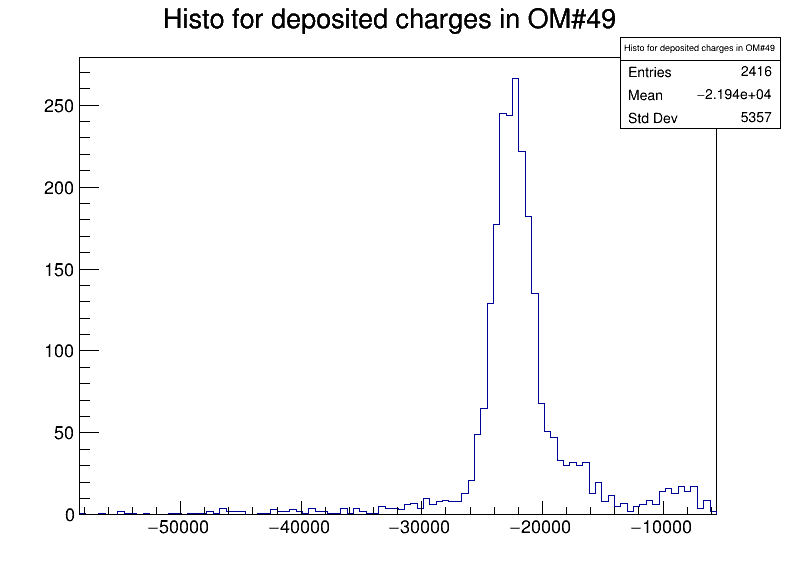 Histo for deposited charges in OM#49
Histo for deposited charges in OM#49
Entries 2416
Mean −2.194e+04
Std Dev 5357
250
200
150
100
50
0
−50000 −40000 −30000 −20000 −10000